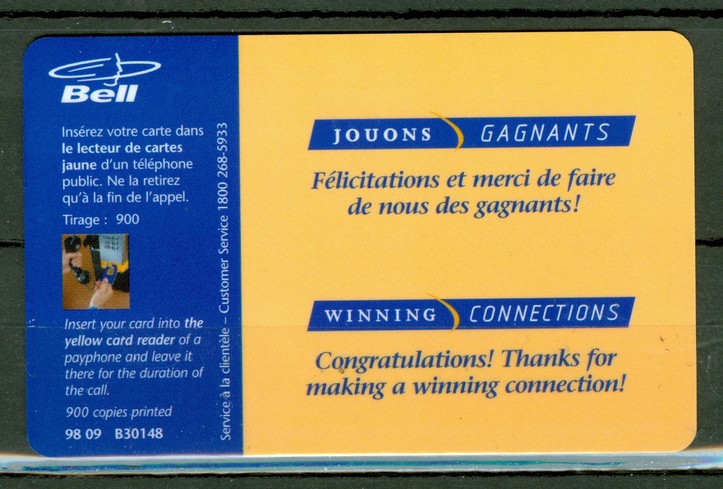 Bell
Insérez votre carte dans
le lecteur de cartes
jaune d'un téléphone
public. Ne la retirez
qu'à la fin de l'appel.
Tirage : 900
Insert your card into the
yellow card reader of a
payphone and leave it
there for the duration of
the call.
900 copies printed
98 09 B30148
Service à la clientèle – Customer Service 1800 268-5933
JOUONS GAGNANTS
Félicitations et merci de faire
de nous des gagnants!
WINNING CONNECTIONS
Congratulations! Thanks for
making a winning connection!